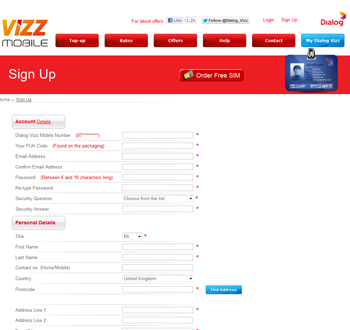 VIZZ
MOBILE
For latest offers
Like
11.2k
Follow @Dialog_Vizz
Login
Sign Up
Dialog
Top-up
Rates
Offers
Help
Contact
My Dialog Vizz
Sign Up
Order Free SIM
Home
Sign Up
Account Details
Dialog Vizz Mobile Number (07*********) *
Your PUK Code (Found on the packaging) *
Email Address *
Confirm Email Address *
Password (Between 6 and 16 characters long) *
Re-type Password *
Security Question Choose from the list *
Security Answer *
Personal Details
Title Mr *
First Name *
Last Name *
Contact no. (Home/Mobile)
Country United Kingdom
Postcode * Find Address
Address Line 1 *
Address Line 2